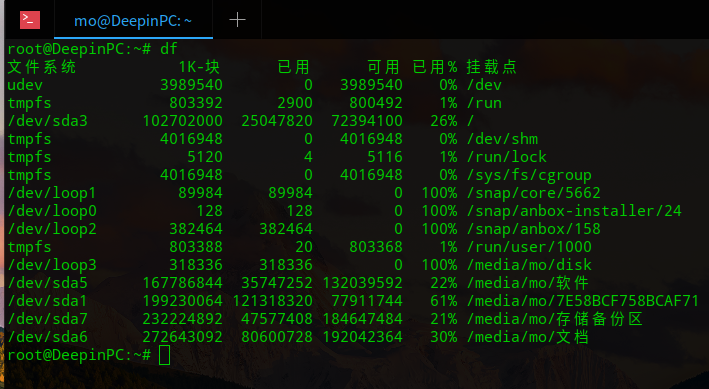 mo@DeepinPC: ~
root@DeepinPC:~# df
文件系统 1K-块 已用 可用 已用% 挂载点
udev 3989540 0 3989540 0% /dev
tmpfs 803392 2900 800492 1% /run
/dev/sda3 102702000 25047820 72394100 26% /
tmpfs 4016948 0 4016948 0% /dev/shm
tmpfs 5120 4 5116 1% /run/lock
tmpfs 4016948 0 4016948 0% /sys/fs/cgroup
/dev/loop1 89984 89984 0 100% /snap/core/5662
/dev/loop0 128 128 0 100% /snap/anbox-installer/24
/dev/loop2 382464 382464 0 100% /snap/anbox/158
tmpfs 803388 20 803368 1% /run/user/1000
/dev/loop3 318336 318336 0 100% /media/mo/disk
/dev/sda5 167786844 35747252 132039592 22% /media/mo/软件
/dev/sda1 199230064 121318320 77911744 61% /media/mo/7E58BCF758BCAF71
/dev/sda7 232224892 47577408 184647484 21% /media/mo/存储备份区
/dev/sda6 272643092 80600728 192042364 30% /media/mo/文档
root@DeepinPC:~#